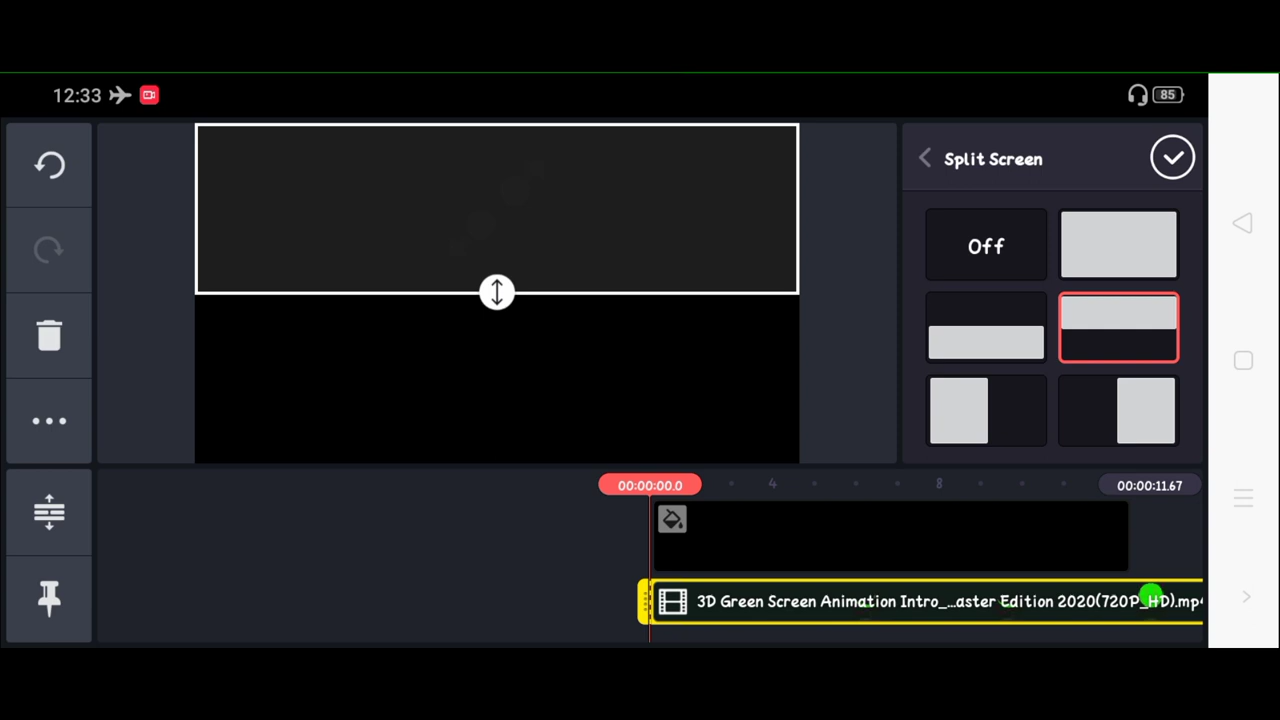 12:33
85
Split Screen
Off
00:00:00.0
4
8
00:00:11.67
3D Green Screen Animation Intro_...aster Edition 2020(720P_HD).mp4